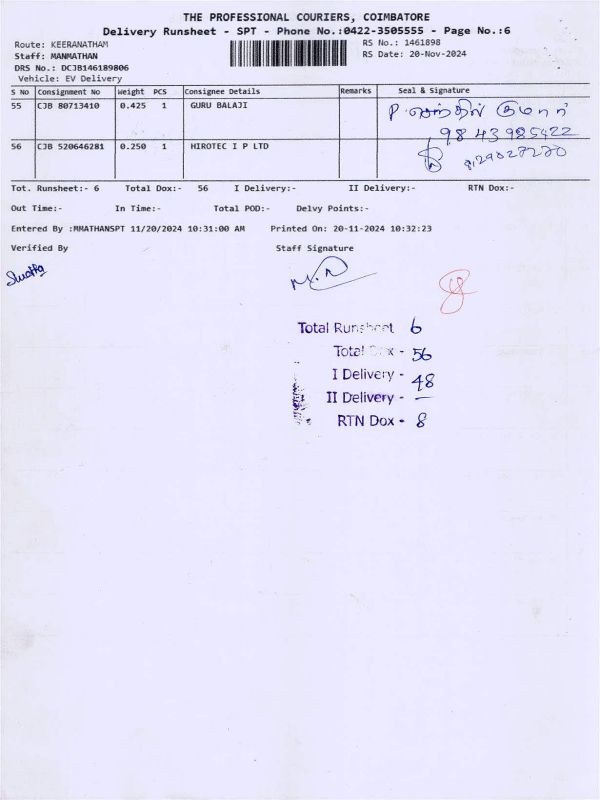 THE PROFESSIONAL COURIERS, COIMBATORE
Delivery Runsheet - SPT - Phone No.:0422-3505555 - Page No.:6
Route: KEERANATHAM
RS No.: 1461898
Staff: MANMATHAN
RS Date: 20-Nov-2024
DRS No.: DCJB146189806
Vehicle: EV Delivery
S No Consignment No Weight PCS Consignee Details Remarks Seal & Signature
55 CJB 80713410 0.425 1 GURU BALAJI P. செந்தில் குமார்
9843985422
56 CJB 520646281 0.250 1 HIROTEC I P LTD
Tot. Runsheet:- 6 Total Dox:- 56 I Delivery:- II Delivery:- RTN Dox:-
Out Time:- In Time:- Total POD:- Delvy Points:-
Entered By :MMATHANSPT 11/20/2024 10:31:00 AM Printed On: 20-11-2024 10:32:23
Verified By Staff Signature
Total Runsheet 6
Total Dox - 56
I Delivery - 48
II Delivery - —
RTN Dox - 8